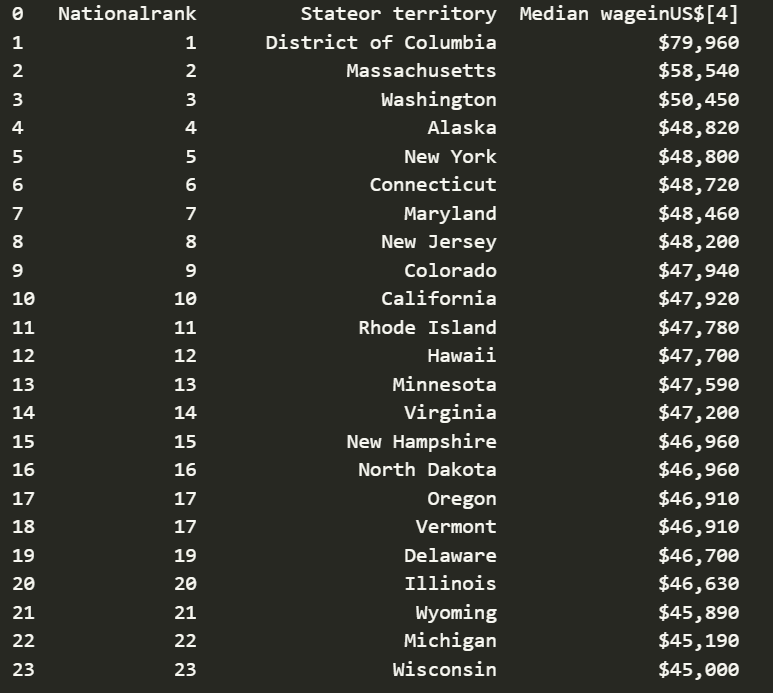 0 Nationalrank Stateor territory Median wageinUS$[4]
1 1 District of Columbia $79,960
2 2 Massachusetts $58,540
3 3 Washington $50,450
4 4 Alaska $48,820
5 5 New York $48,800
6 6 Connecticut $48,720
7 7 Maryland $48,460
8 8 New Jersey $48,200
9 9 Colorado $47,940
10 10 California $47,920
11 11 Rhode Island $47,780
12 12 Hawaii $47,700
13 13 Minnesota $47,590
14 14 Virginia $47,200
15 15 New Hampshire $46,960
16 16 North Dakota $46,960
17 17 Oregon $46,910
18 17 Vermont $46,910
19 19 Delaware $46,700
20 20 Illinois $46,630
21 21 Wyoming $45,890
22 22 Michigan $45,190
23 23 Wisconsin $45,000